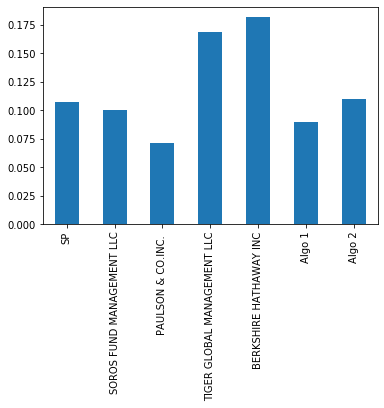 0.175
0.150
0.125
0.100
0.075
0.050
0.025
0.000
SP
SOROS FUND MANAGEMENT LLC
PAULSON & CO.INC.
TIGER GLOBAL MANAGEMENT LLC
BERKSHIRE HATHAWAY INC
Algo 1
Algo 2